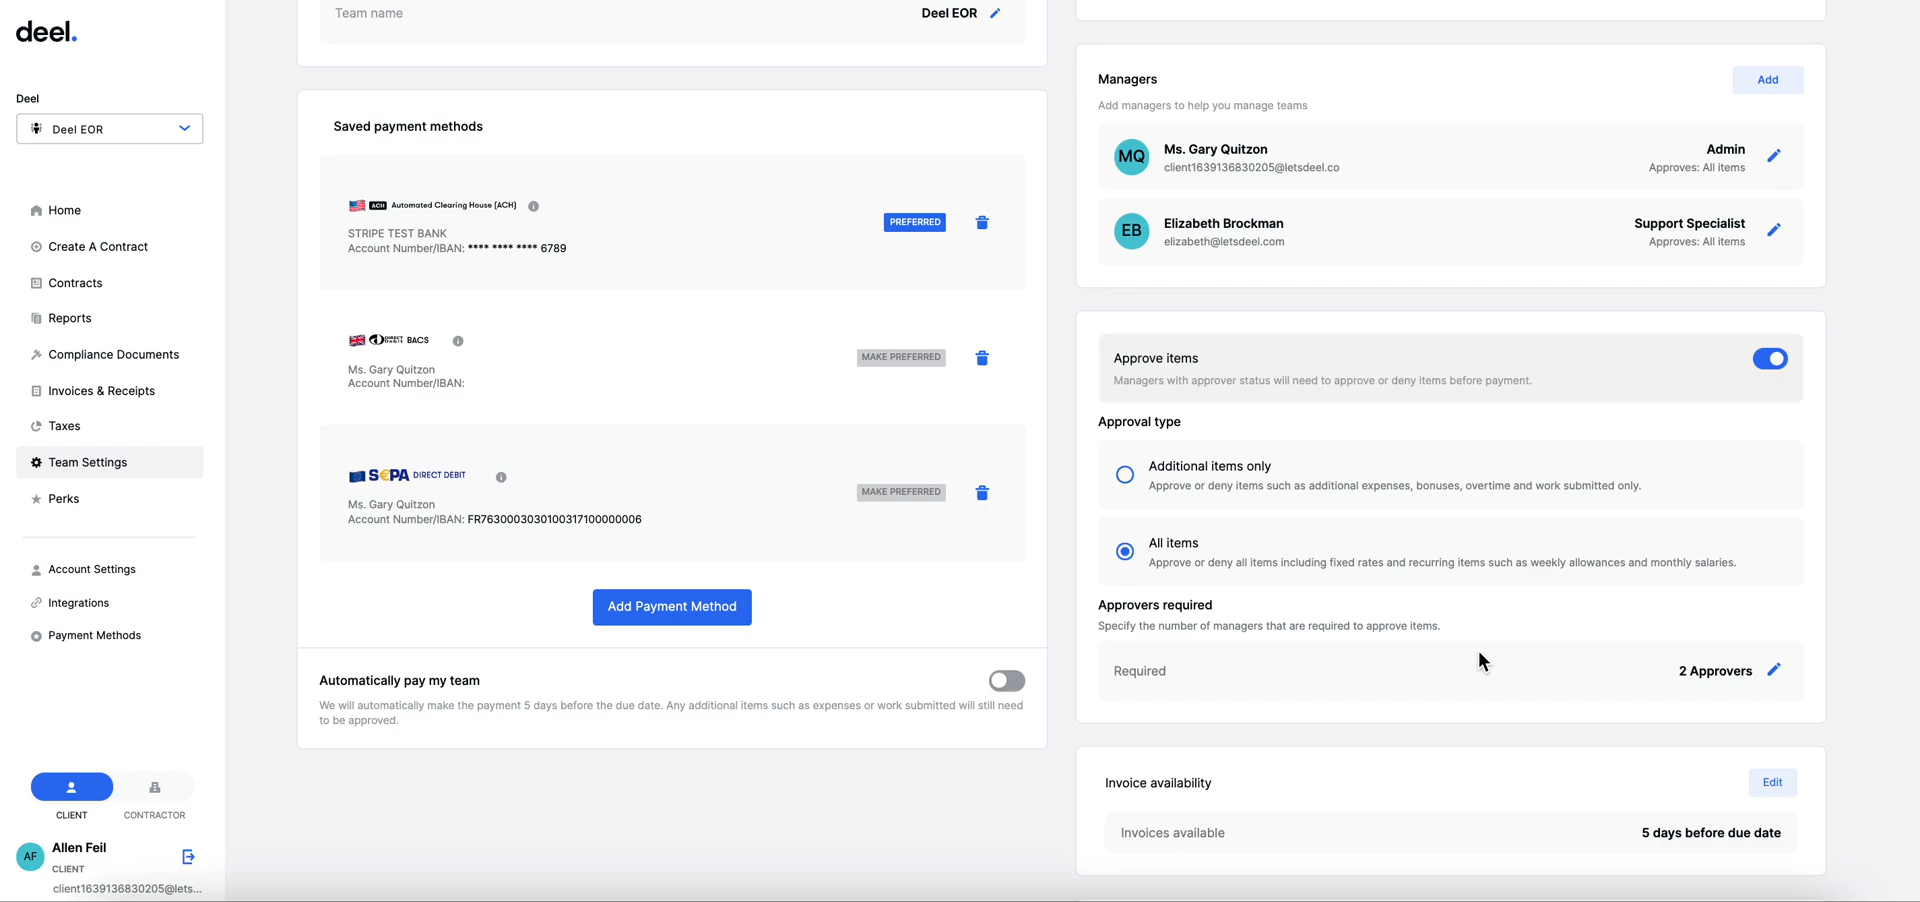 deel.
Deel
Deel EOR
Home
Create A Contract
Contracts
Reports
Compliance Documents
Invoices & Receipts
Taxes
Team Settings
Perks
Account Settings
Integrations
Payment Methods
CLIENT
CONTRACTOR
AF
Allen Feil
CLIENT
client1639136830205@lets...
Team name
Deel EOR
Saved payment methods
ACH Automated Clearing House (ACH)
STRIPE TEST BANK
Account Number/IBAN: **** **** **** 6789
PREFERRED
DIRECT Debit BACS
Ms. Gary Quitzon
Account Number/IBAN:
MAKE PREFERRED
S€PA DIRECT DEBIT
Ms. Gary Quitzon
Account Number/IBAN: FR7630003030100317100000006
MAKE PREFERRED
Add Payment Method
Automatically pay my team
We will automatically make the payment 5 days before the due date. Any additional items such as expenses or work submitted will still need
to be approved.
Managers
Add
Add managers to help you manage teams
MQ
Ms. Gary Quitzon
client1639136830205@letsdeel.co
Admin
Approves: All items
EB
Elizabeth Brockman
elizabeth@letsdeel.com
Support Specialist
Approves: All items
Approve items
Managers with approver status will need to approve or deny items before payment.
Approval type
Additional items only
Approve or deny items such as additional expenses, bonuses, overtime and work submitted only.
All items
Approve or deny all items including fixed rates and recurring items such as weekly allowances and monthly salaries.
Approvers required
Specify the number of managers that are required to approve items.
Required
2 Approvers
Invoice availability
Edit
Invoices available
5 days before due date